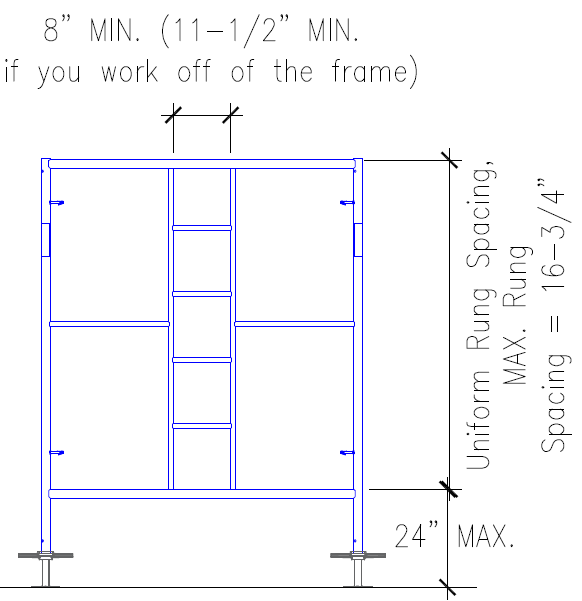 8" MIN. (11-1/2" MIN.
if you work off of the frame)
Uniform Rung Spacing,
MAX. Rung
Spacing = 16-3/4"
24" MAX.